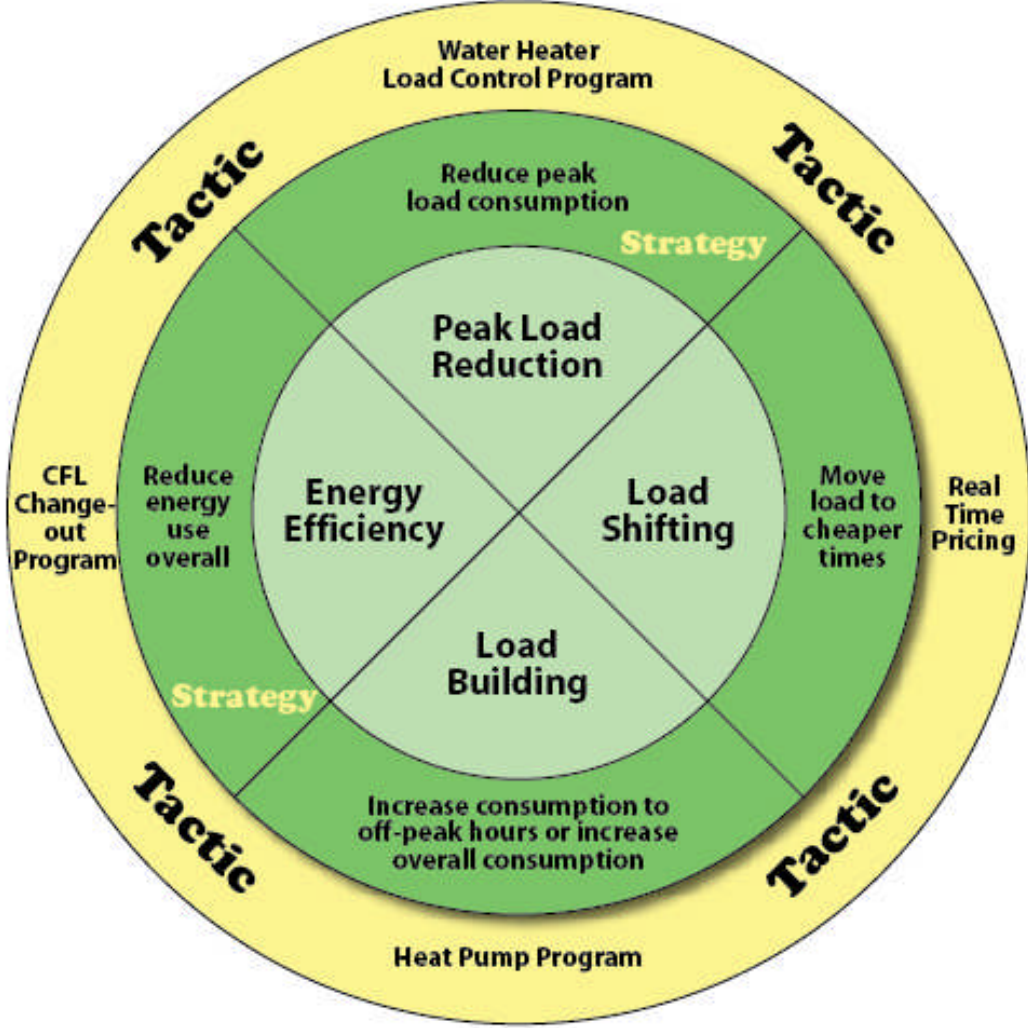 Water Heater
Load Control Program
Tactic
Tactic
Reduce peak
load consumption
Strategy
Peak Load
Reduction
CFL
Change-
out
Program
Reduce
energy
use
overall
Energy
Efficiency
Load
Shifting
Move
load to
cheaper
times
Real
Time
Pricing
Load
Building
Strategy
Tactic
Tactic
Increase consumption to
off-peak hours or increase
overall consumption
Heat Pump Program